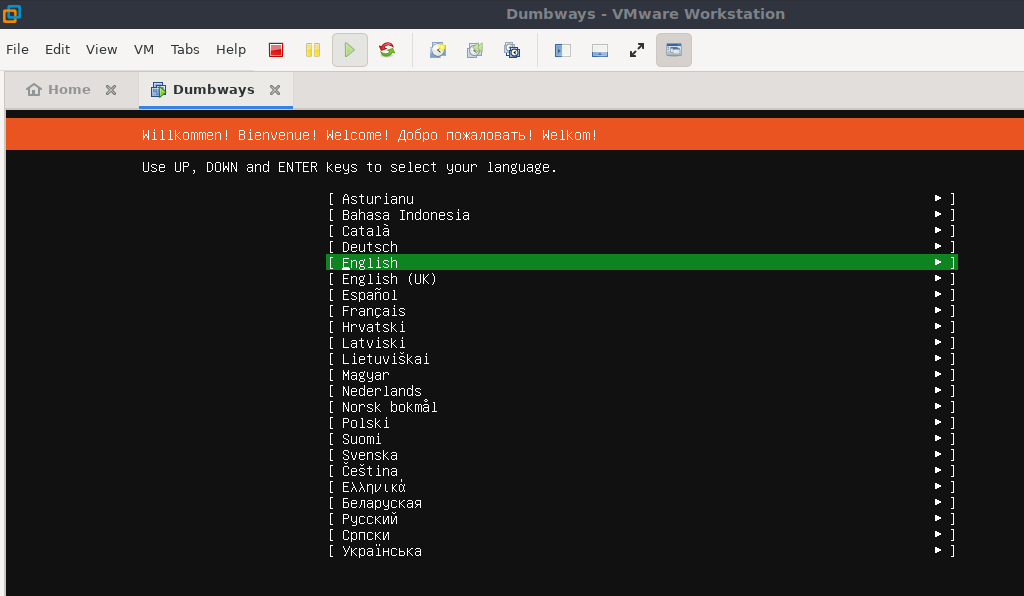 Dumbways - VMware Workstation
File Edit View VM Tabs Help
Home Dumbways
Willkommen! Bienvenue! Welcome! Добро пожаловать! Welkom!
Use UP, DOWN and ENTER keys to select your language.
[ Asturianu ► ]
[ Bahasa Indonesia ► ]
[ Català ► ]
[ Deutsch ► ]
[ English ► ]
[ English (UK) ► ]
[ Español ► ]
[ Français ► ]
[ Hrvatski ► ]
[ Latviski ► ]
[ Lietuviškai ► ]
[ Magyar ► ]
[ Nederlands ► ]
[ Norsk bokmål ► ]
[ Polski ► ]
[ Suomi ► ]
[ Svenska ► ]
[ Čeština ► ]
[ Ελληνικά ► ]
[ Беларуская ► ]
[ Русский ► ]
[ Српски ► ]
[ Українська ► ]